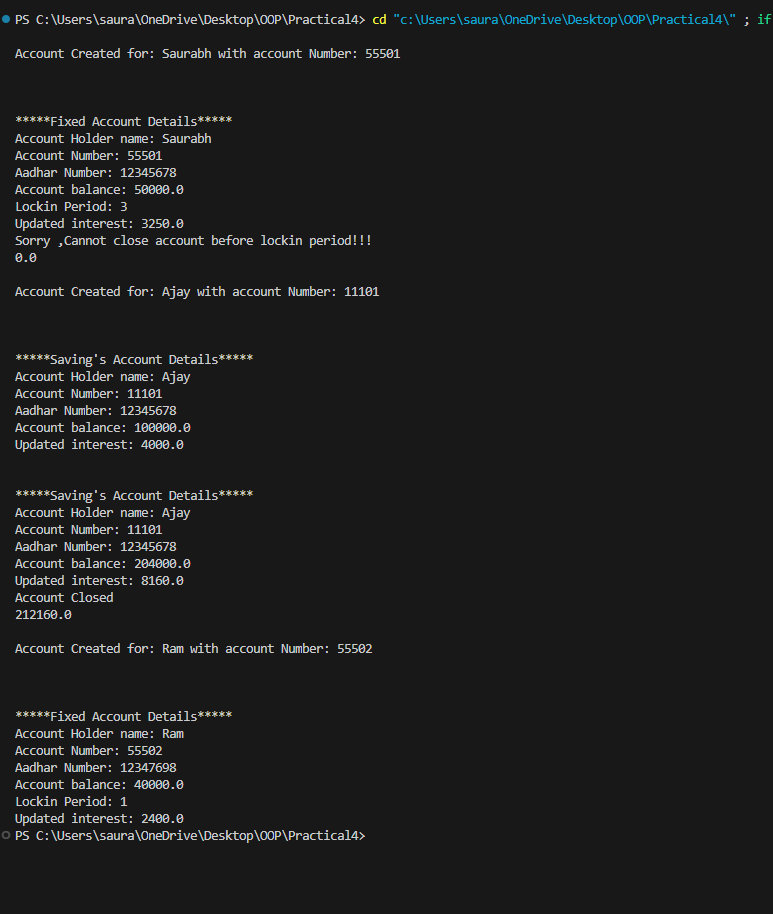 PS C:\Users\saura\OneDrive\Desktop\OOP\Practical4> cd "c:\Users\saura\OneDrive\Desktop\OOP\Practical4\" ; if
Account Created for: Saurabh with account Number: 55501
*****Fixed Account Details*****
Account Holder name: Saurabh
Account Number: 55501
Aadhar Number: 12345678
Account balance: 50000.0
Lockin Period: 3
Updated interest: 3250.0
Sorry ,Cannot close account before lockin period!!!
0.0
Account Created for: Ajay with account Number: 11101
*****Saving's Account Details*****
Account Holder name: Ajay
Account Number: 11101
Aadhar Number: 12345678
Account balance: 100000.0
Updated interest: 4000.0
*****Saving's Account Details*****
Account Holder name: Ajay
Account Number: 11101
Aadhar Number: 12345678
Account balance: 204000.0
Updated interest: 8160.0
Account Closed
212160.0
Account Created for: Ram with account Number: 55502
*****Fixed Account Details*****
Account Holder name: Ram
Account Number: 55502
Aadhar Number: 12347698
Account balance: 40000.0
Lockin Period: 1
Updated interest: 2400.0
PS C:\Users\saura\OneDrive\Desktop\OOP\Practical4>